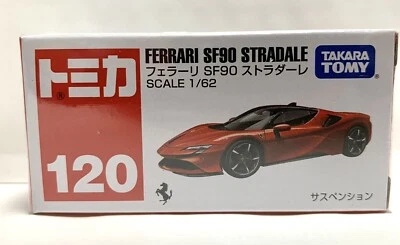 トミカ
®
120
FERRARI SF90 STRADALE
フェラーリ SF90 ストラダーレ
SCALE 1/62
TAKARA
TOMY
サスペンション